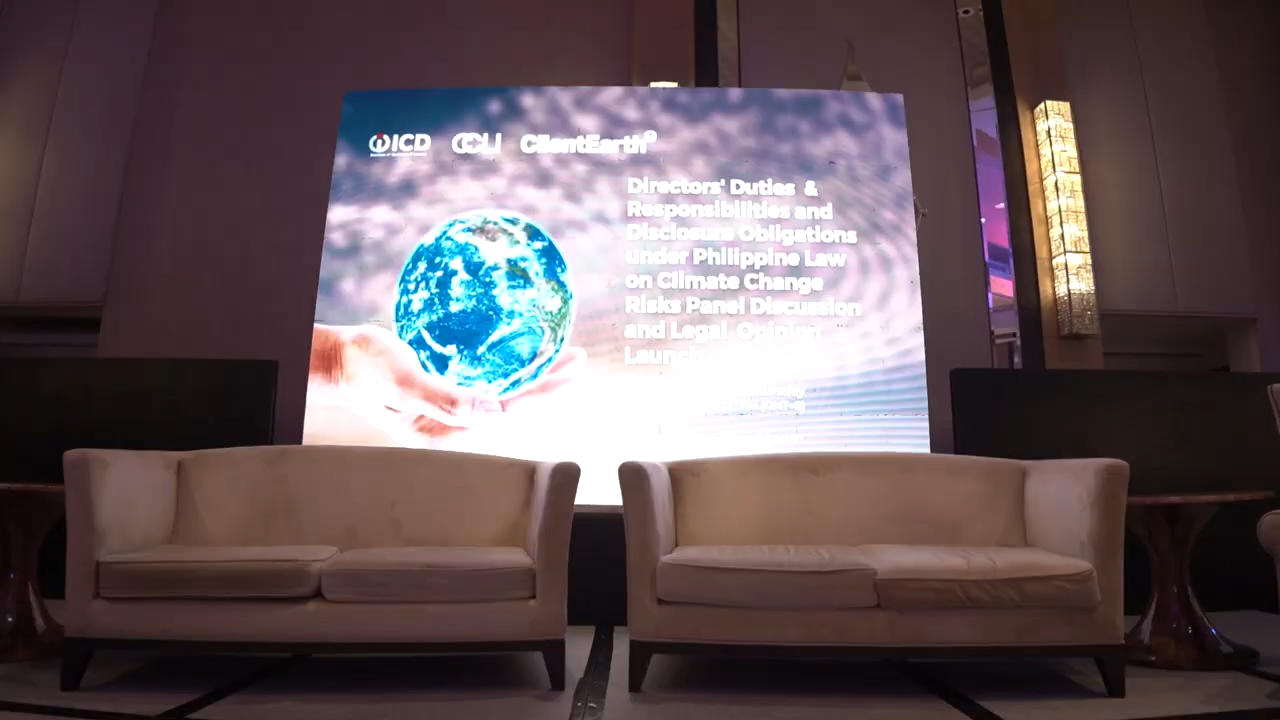 ICD
CCLI
ClientEarth
Directors' Duties &
Responsibilities and
Disclosure Obligations
under Philippine Law
on Climate Change
Risks Panel Discussion
and Legal Opinion
Launch